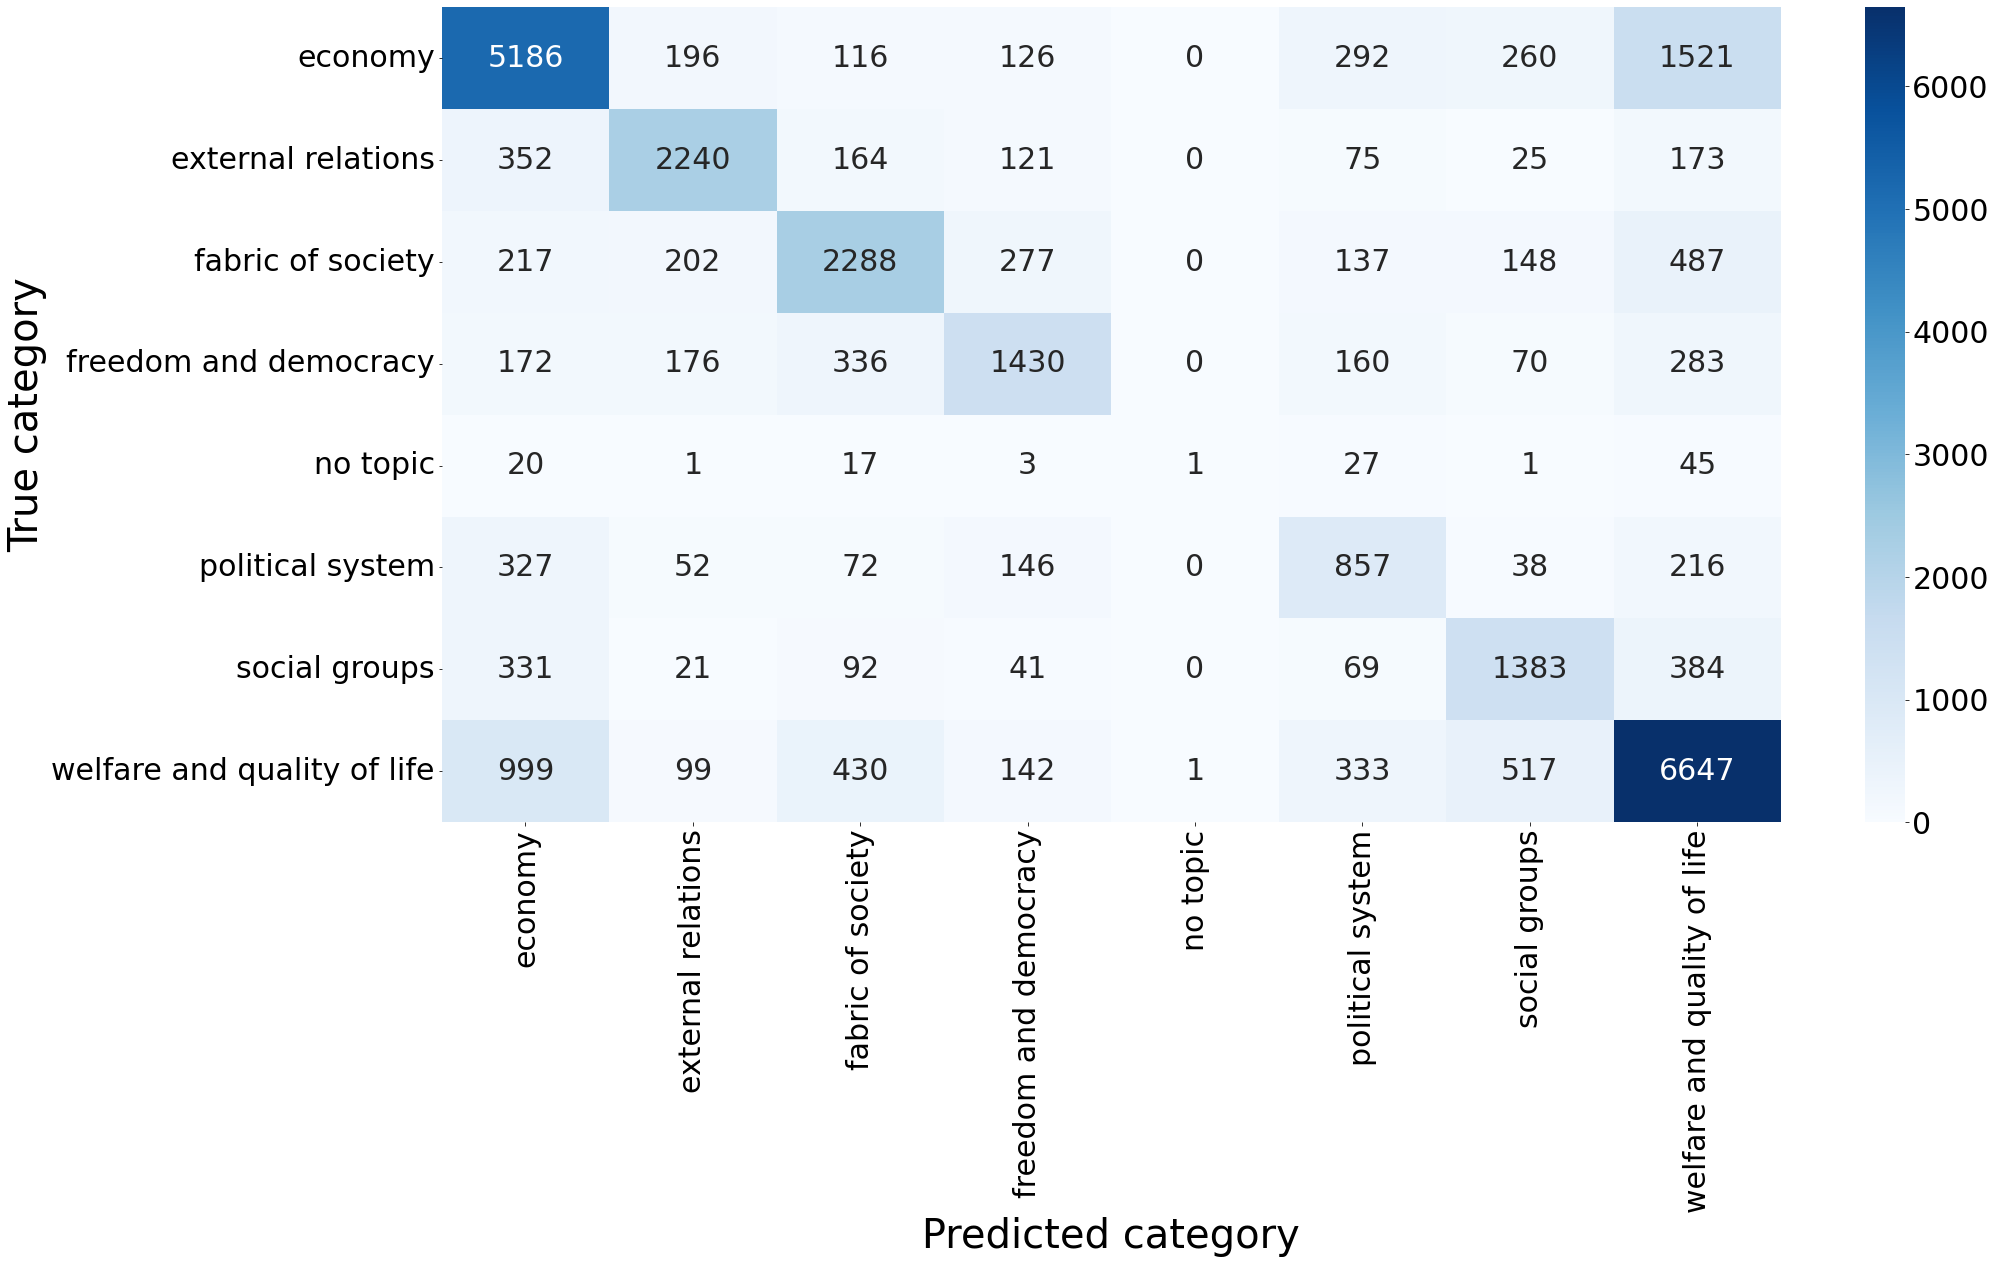 economy 5186 196 116 126 0 292 260 1521
external relations 352 2240 164 121 0 75 25 173
fabric of society 217 202 2288 277 0 137 148 487
freedom and democracy 172 176 336 1430 0 160 70 283
no topic 20 1 17 3 1 27 1 45
political system 327 52 72 146 0 857 38 216
social groups 331 21 92 41 0 69 1383 384
welfare and quality of life 999 99 430 142 1 333 517 6647
True category
economy
external relations
fabric of society
freedom and democracy
no topic
political system
social groups
welfare and quality of life
Predicted category
6000
5000
4000
3000
2000
1000
0